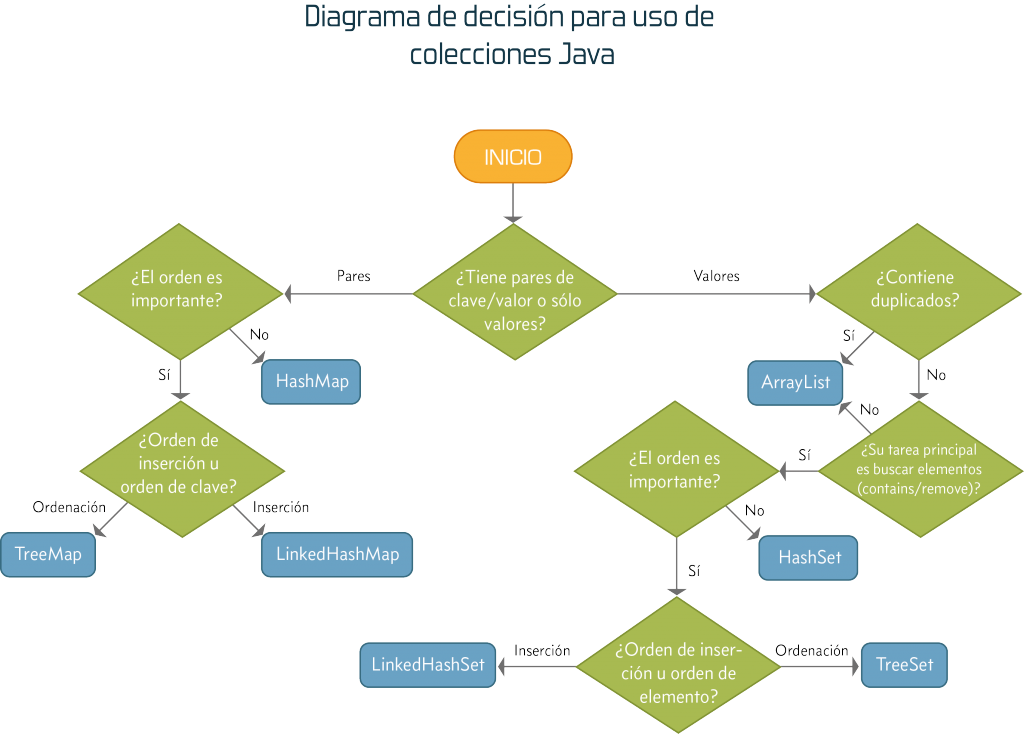 Diagrama de decisión para uso de
colecciones Java
INICIO
¿Tiene pares de
clave/valor o sólo
valores?
Pares
Valores
¿El orden es
importante?
No
HashMap
Sí
¿Orden de
inserción u
orden de clave?
Ordenación
Inserción
TreeMap
LinkedHashMap
¿Contiene
duplicados?
Sí
No
ArrayList
No
¿Su tarea principal
es buscar elementos
(contains/remove)?
Sí
¿El orden es
importante?
No
HashSet
Sí
¿Orden de inser-
ción u orden de
elemento?
Inserción
Ordenación
LinkedHashSet
TreeSet